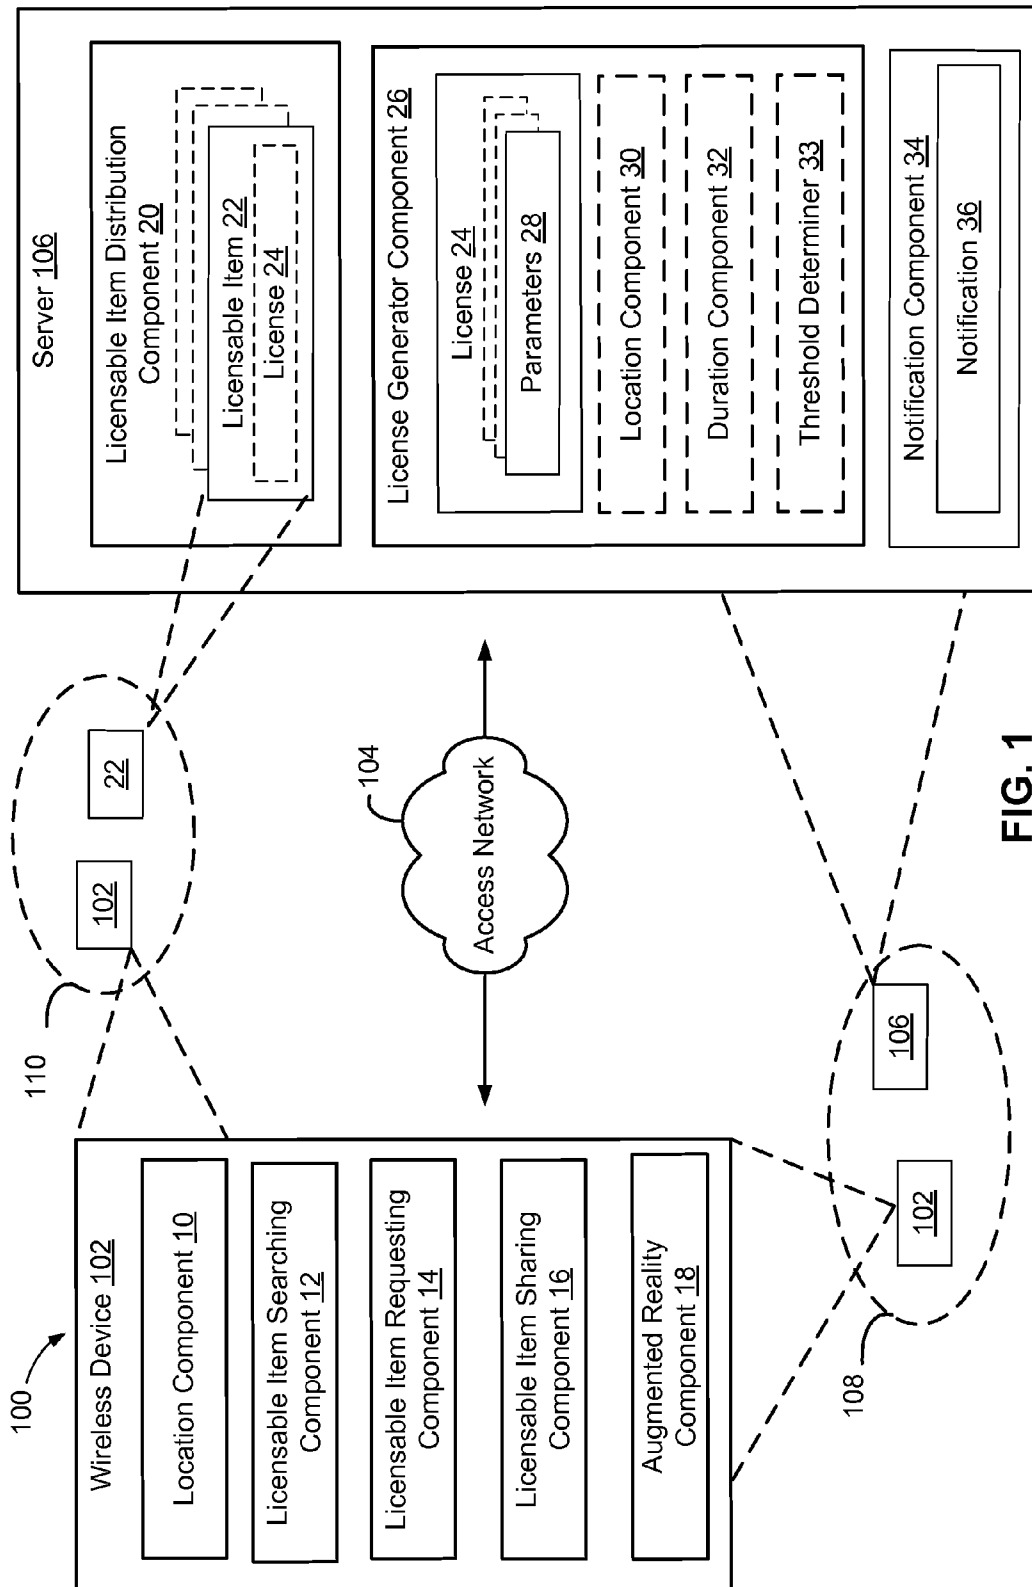 100
Wireless Device 102
Location Component 10
Licensable Item Searching
Component 12
Licensable Item Requesting
Component 14
Licensable Item Sharing
Component 16
Augmented Reality
Component 18
110
102
22
104
Access Network
108
102
106
Server 106
Licensable Item Distribution
Component 20
Licensable Item 22
License 24
License Generator Component 26
License 24
Parameters 28
Location Component 30
Duration Component 32
Threshold Determiner 33
Notification Component 34
Notification 36
FIG. 1